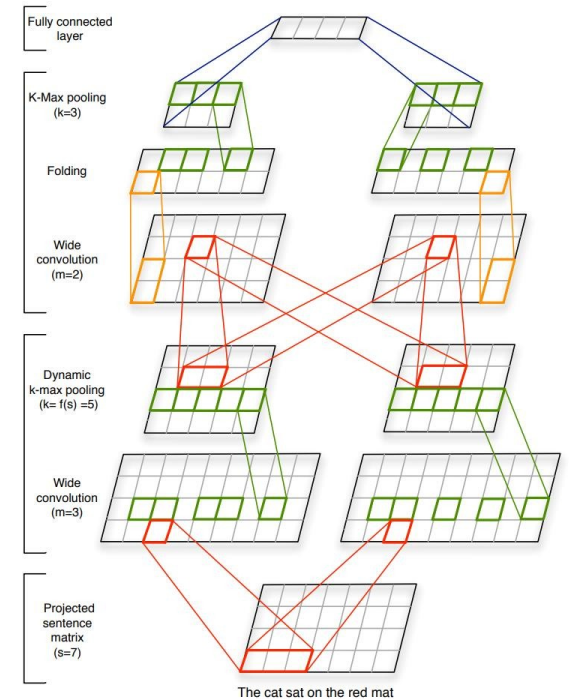 Fully connected
layer
K-Max pooling
(k=3)
Folding
Wide
convolution
(m=2)
Dynamic
k-max pooling
(k= f(s) =5)
Wide
convolution
(m=3)
Projected
sentence
matrix
(s=7)
The cat sat on the red mat